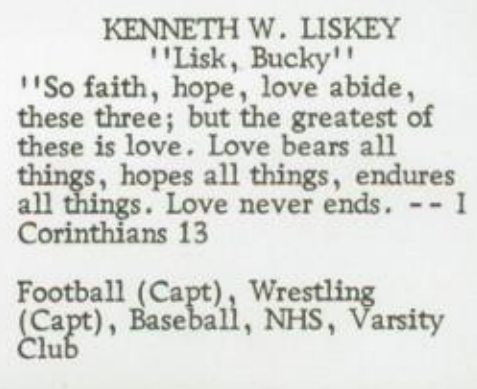 KENNETH W. LISKEY
''Lisk, Bucky''
''So faith, hope, love abide,
these three; but the greatest of
these is love. Love bears all
things, hopes all things, endures
all things. Love never ends. -- I
Corinthians 13
Football (Capt), Wrestling
(Capt), Baseball, NHS, Varsity
Club